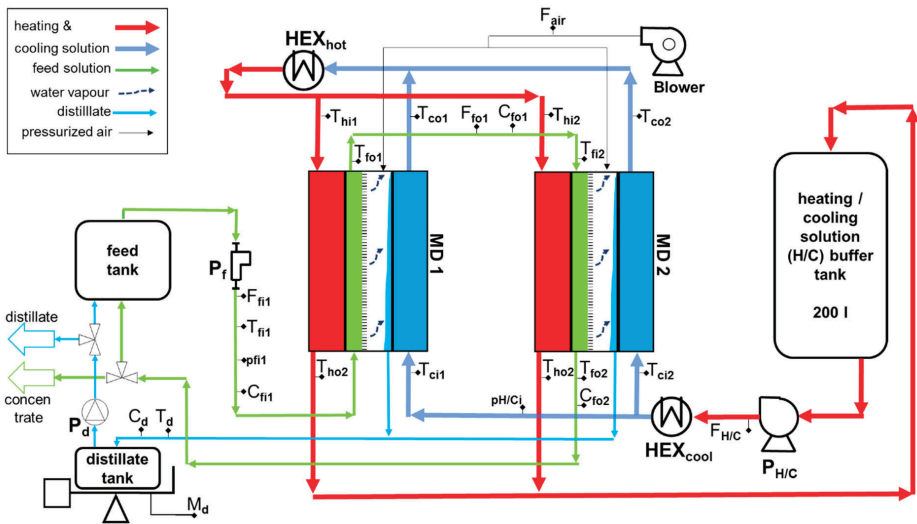 heating &
cooling solution
feed solution
water vapour
distilllate
pressurized air
HEXhot
Fair
Blower
Thi1
Tco1
Ffo1
Cfo1
Thi2
Tco2
Tfo1
Tfi2
feed
tank
Pf
Ffi1
Tfi1
pfi1
Cfi1
MD 1
MD 2
heating /
cooling
solution
(H/C) buffer
tank
200 l
distillate
concen
trate
Tho2
Tci1
Tho2
Tfo2
Cfo2
Tci2
pH/Ci
HEXcool
FH/C
PH/C
Pd
Cd
Td
distillate
tank
Md